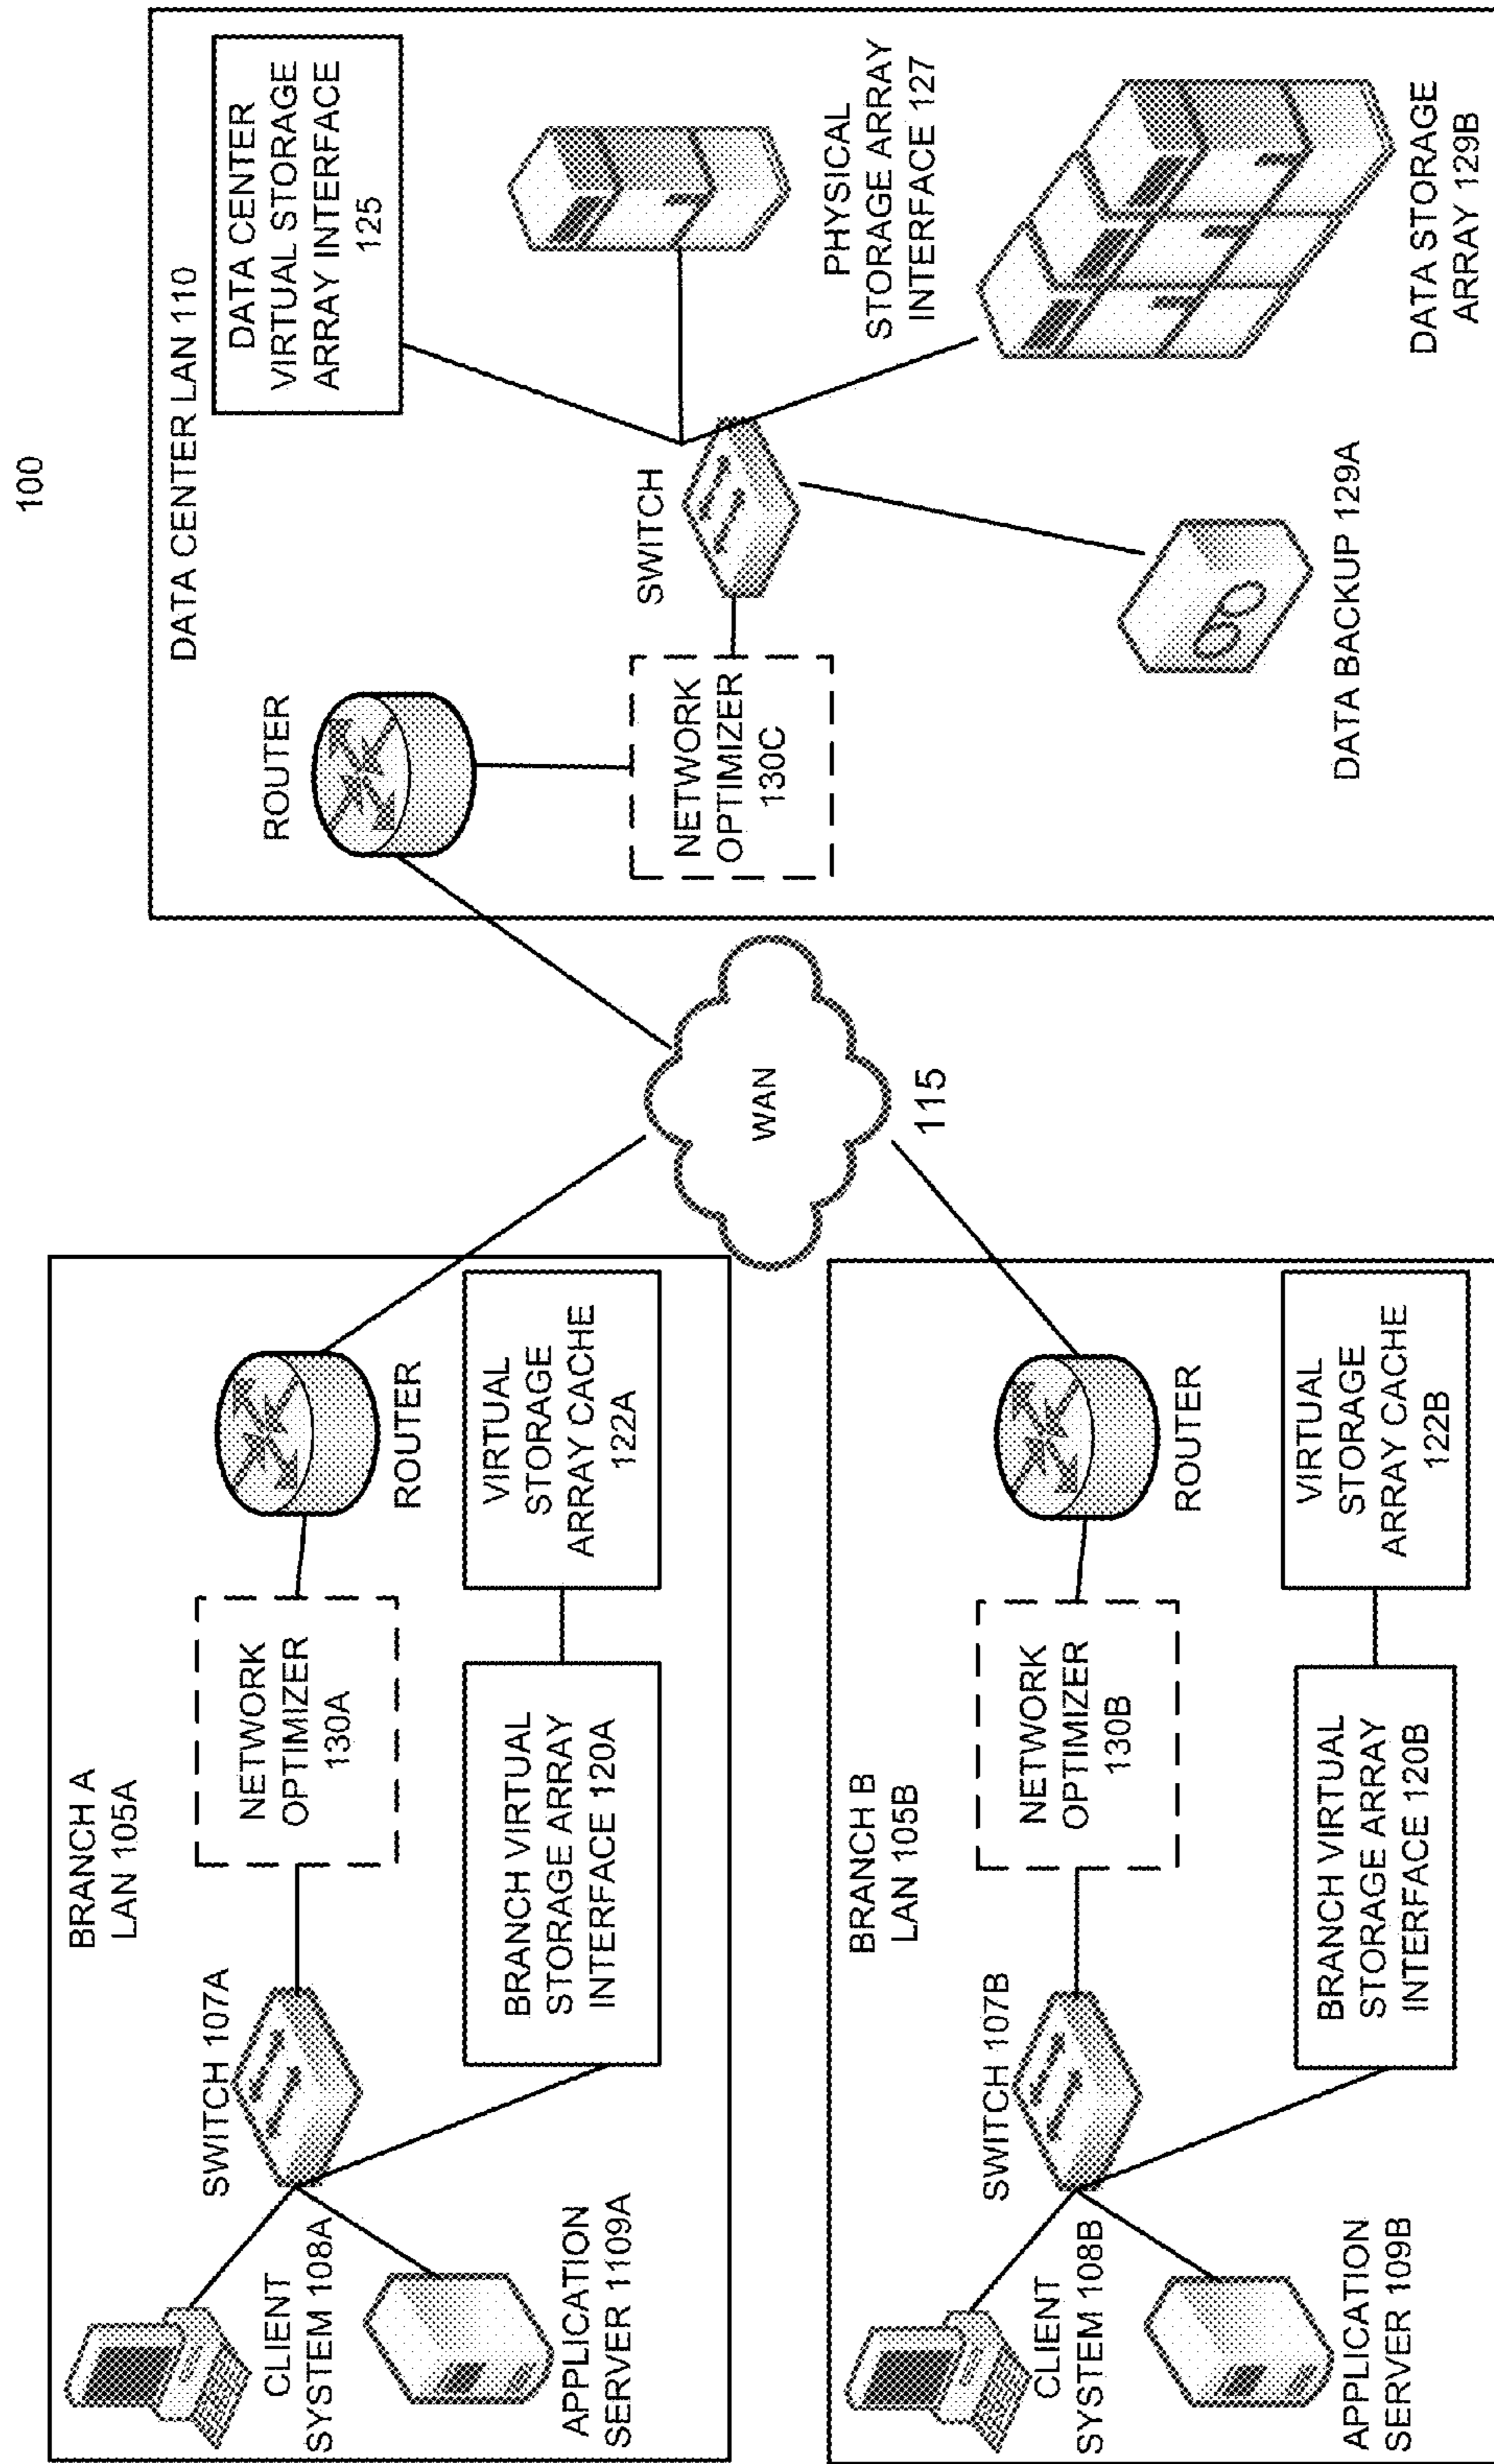 100
BRANCH A
LAN 105A
SWITCH 107A
CLIENT
SYSTEM 108A
APPLICATION
SERVER 1109A
NETWORK
OPTIMIZER
130A
ROUTER
BRANCH VIRTUAL
STORAGE ARRAY
INTERFACE 120A
VIRTUAL
STORAGE
ARRAY CACHE
122A
BRANCH B
LAN 105B
SWITCH 107B
CLIENT
SYSTEM 108B
APPLICATION
SERVER 109B
NETWORK
OPTIMIZER
130B
ROUTER
BRANCH VIRTUAL
STORAGE ARRAY
INTERFACE 120B
VIRTUAL
STORAGE
ARRAY CACHE
122B
WAN
115
DATA CENTER LAN 110
ROUTER
NETWORK
OPTIMIZER
130C
SWITCH
DATA CENTER
VIRTUAL STORAGE
ARRAY INTERFACE
125
PHYSICAL
STORAGE ARRAY
INTERFACE 127
DATA BACKUP 129A
DATA STORAGE
ARRAY 129B